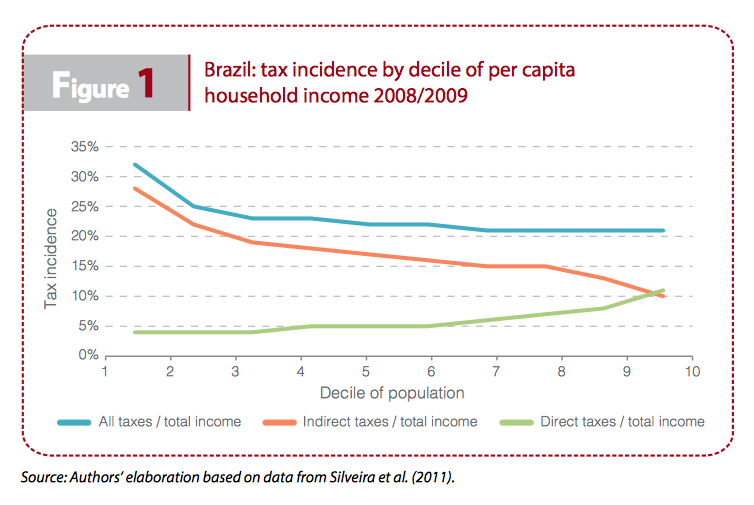 Figure 1
Brazil: tax incidence by decile of per capita
household income 2008/2009
35%
30%
25%
20%
15%
10%
5%
0%
Tax incidence
1 2 3 4 5 6 7 8 9 10
Decile of population
All taxes / total income Indirect taxes / total income Direct taxes / total income
Source: Authors’ elaboration based on data from Silveira et al. (2011).